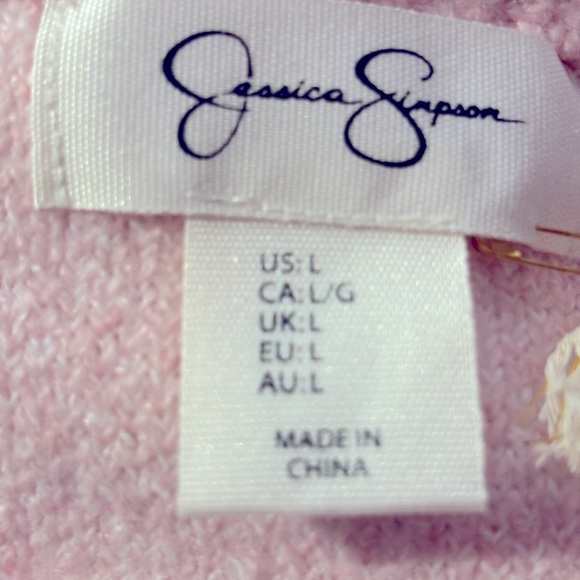 Jessica Simpson
US: L
CA: L/G
UK: L
EU: L
AU: L
MADE IN
CHINA